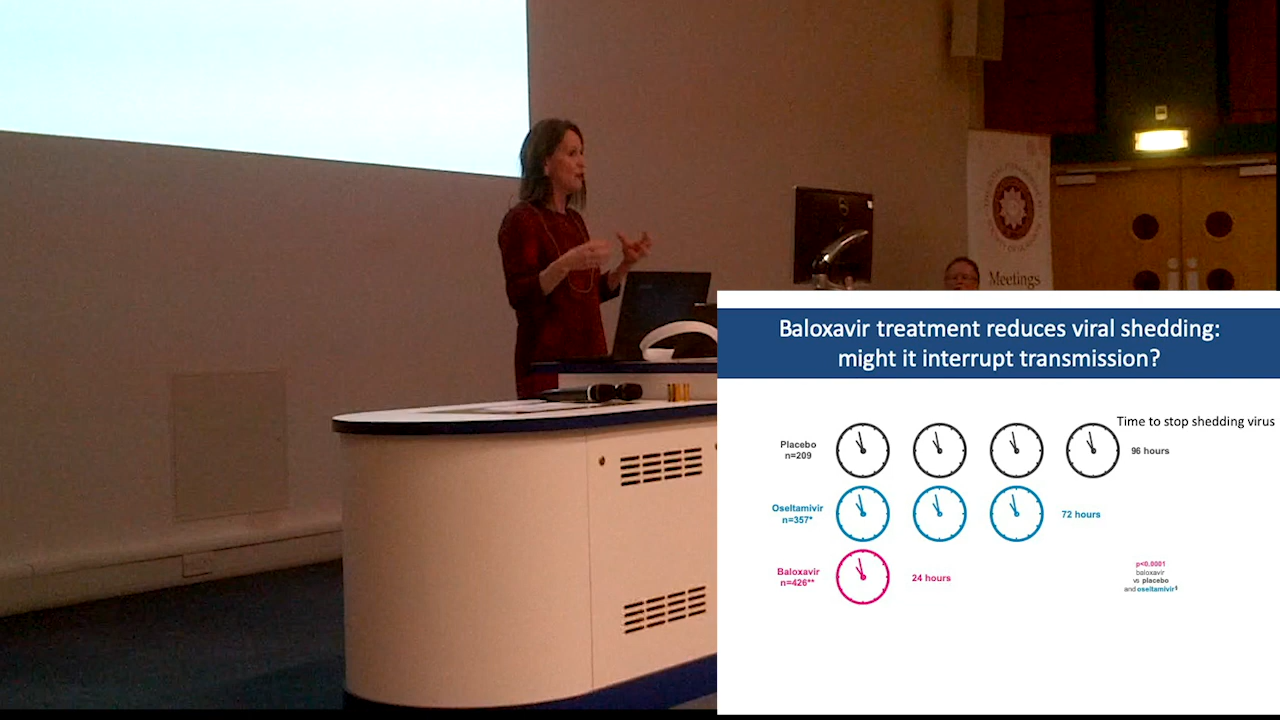 Meetings
Baloxavir treatment reduces viral shedding:
might it interrupt transmission?
Time to stop shedding virus
Placebo
n=209
96 hours
Oseltamivir
n=357*
72 hours
Baloxavir
n=426**
24 hours
p<0.0001
baloxavir
vs placebo
and oseltamivir‡